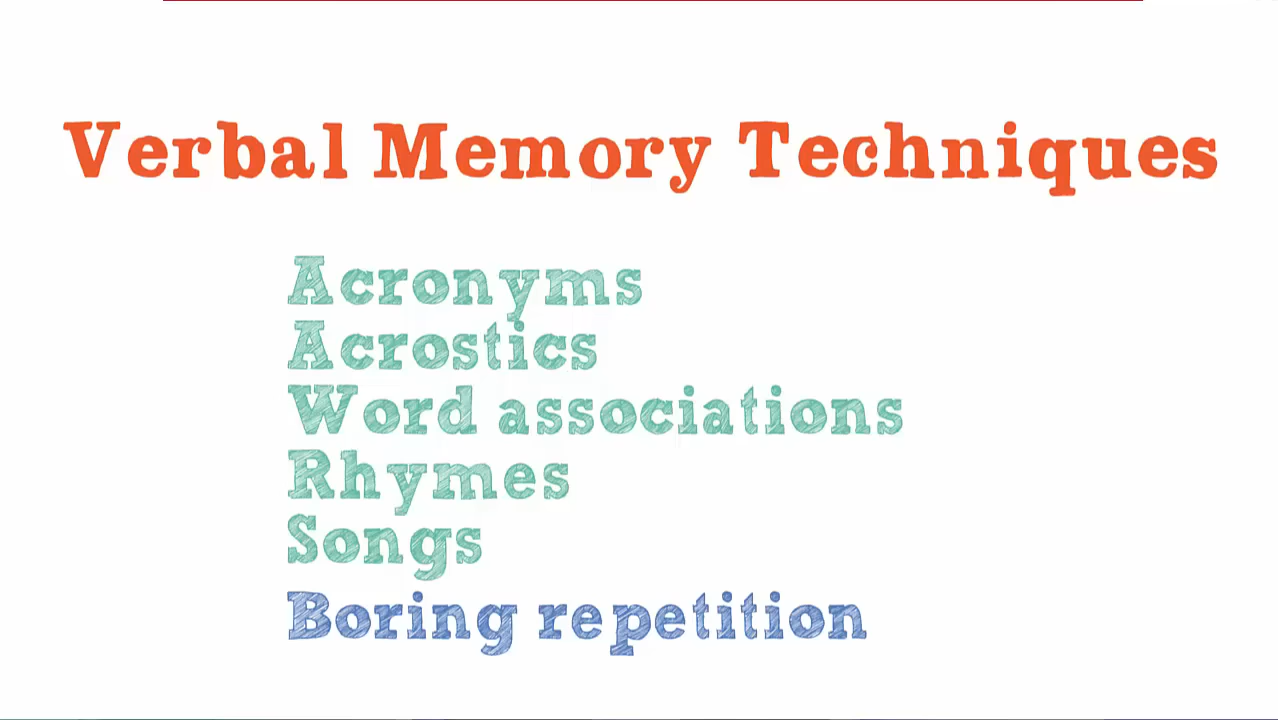 Verbal Memory Techniques
Acronyms
Acrostics
Word associations
Rhymes
Songs
Boring repetition